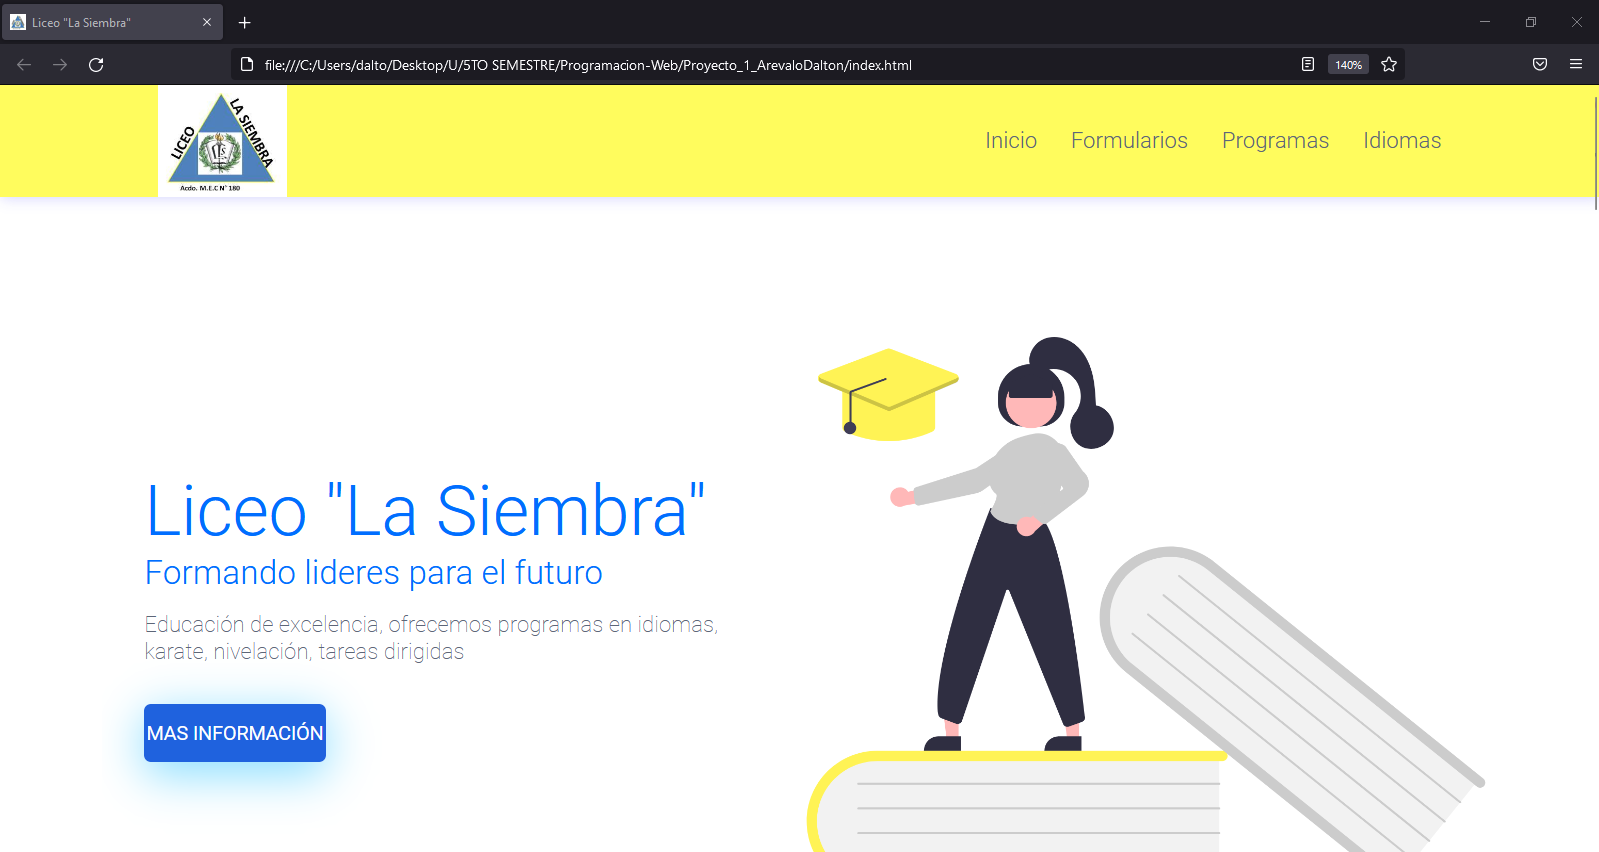 Liceo "La Siembra"
file:///C:/Users/dalto/Desktop/U/5TO SEMESTRE/Programacion-Web/Proyecto_1_ArevaloDalton/index.html
140%
LICEO
LA SIEMBRA
Acdo. M.E.C N° 180
Inicio
Formularios
Programas
Idiomas
Liceo "La Siembra"
Formando lideres para el futuro
Educación de excelencia, ofrecemos programas en idiomas,
karate, nivelación, tareas dirigidas
MAS INFORMACIÓN